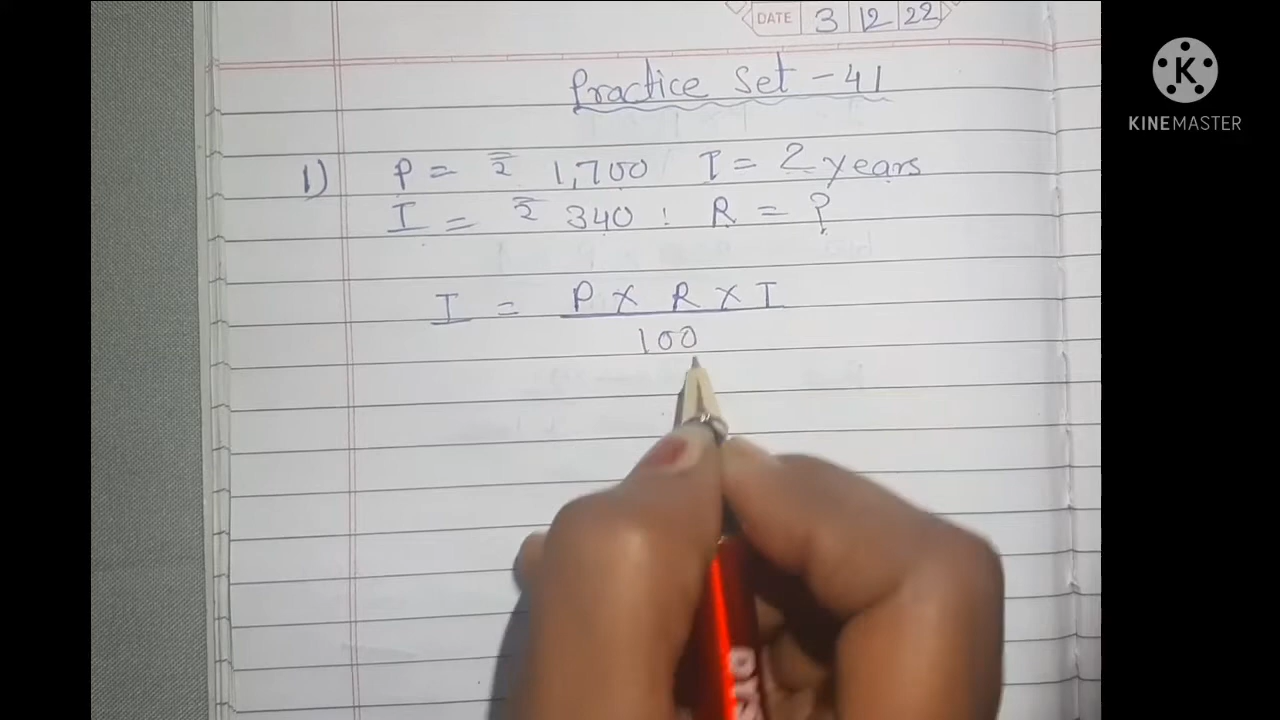 DATE 3 12 22
Practice Set - 41
1) P = ₹ 1,700 T = 2 years
I = ₹ 340 : R = ?
I = P × R × T
100
K
KINEMASTER